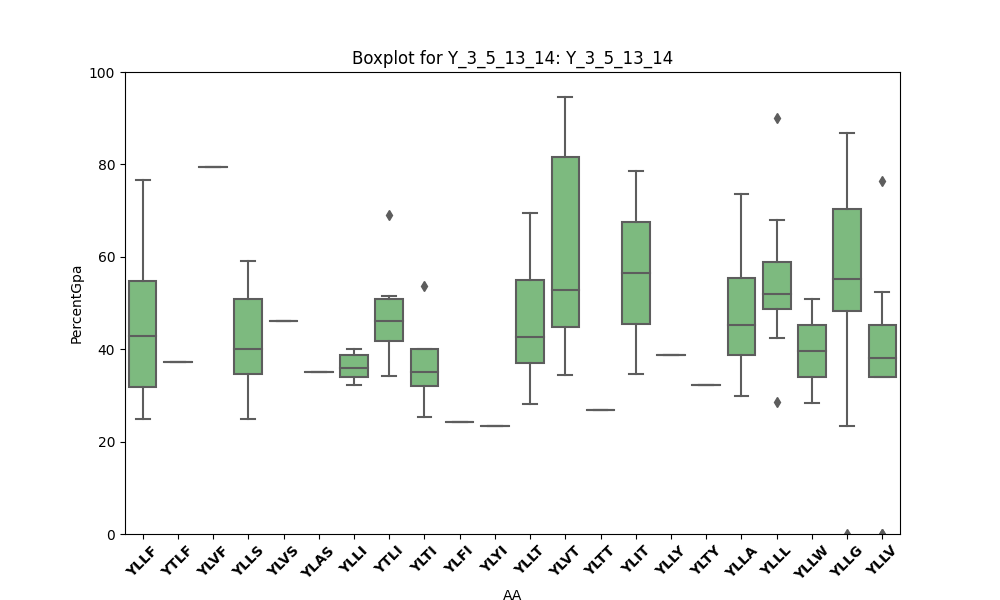 Boxplot for Y_3_5_13_14: Y_3_5_13_14
PercentGpa
100
80
60
40
20
0
YLLF YTLF YLVF YLLS YLVS YLAS YLLI YTLI YLTI YLFI YLYI YLLT YLVT YLTT YLIT YLLY YLTY YLLA YLLL YLLW YLLG YLLV
AA